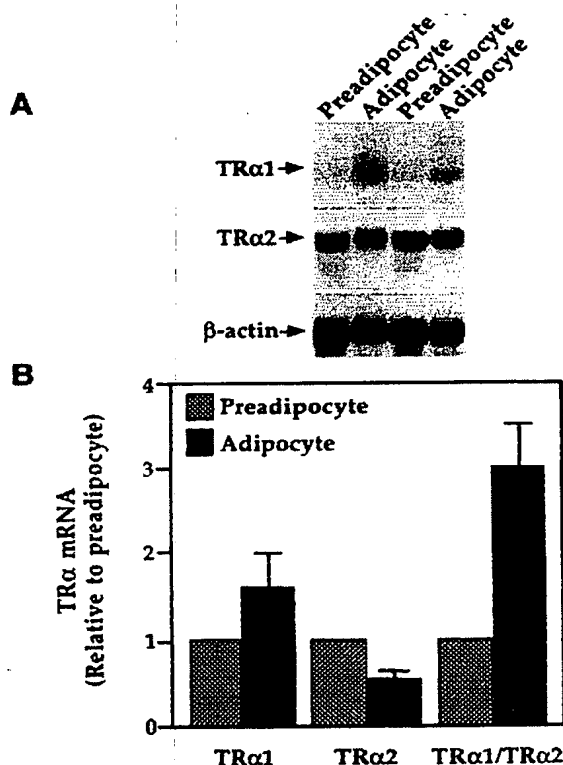 A
Preadipocyte
Adipocyte
Preadipocyte
Adipocyte
TRα1
TRα2
β-actin
B
TRα mRNA
(Relative to preadipocyte)
4
3
2
1
0
Preadipocyte
Adipocyte
TRα1 TRα2 TRα1/TRα2